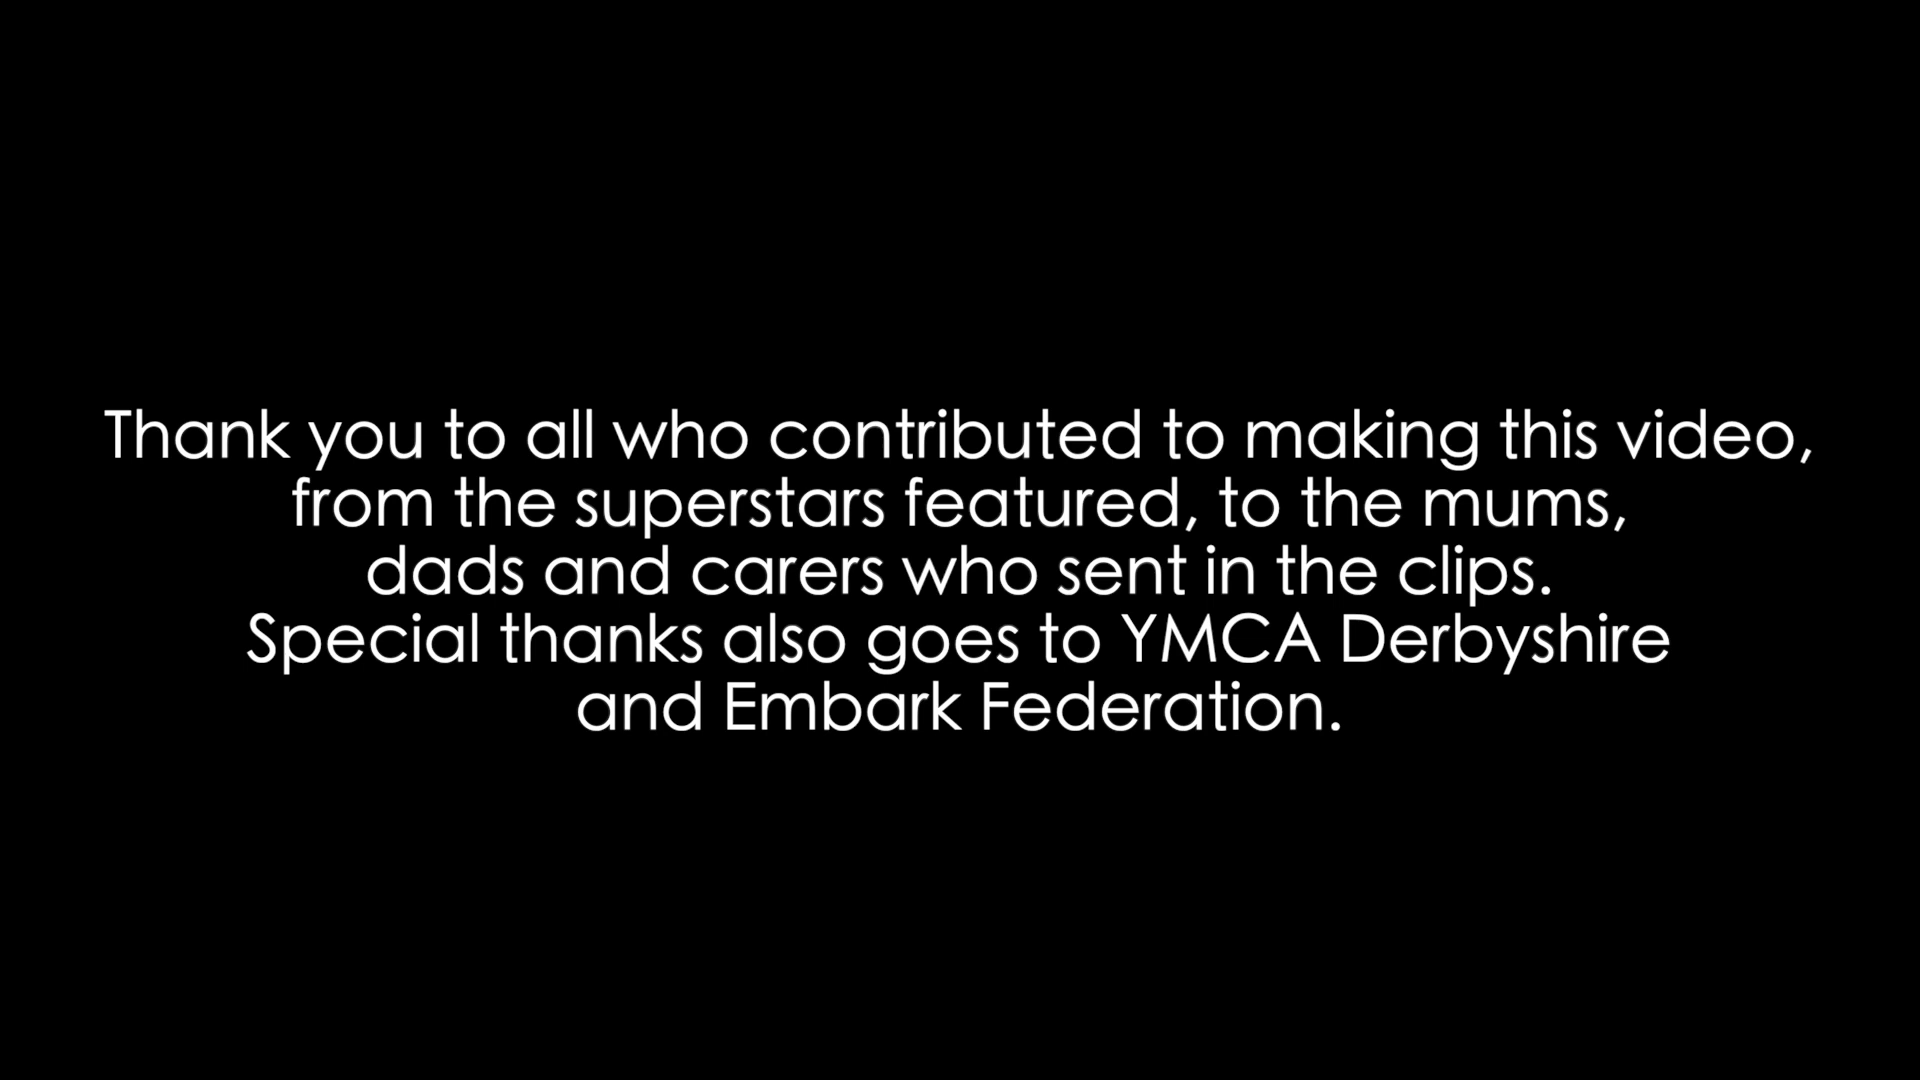 Thank you to all who contributed to making this video,
from the superstars featured, to the mums,
dads and carers who sent in the clips.
Special thanks also goes to YMCA Derbyshire
and Embark Federation.